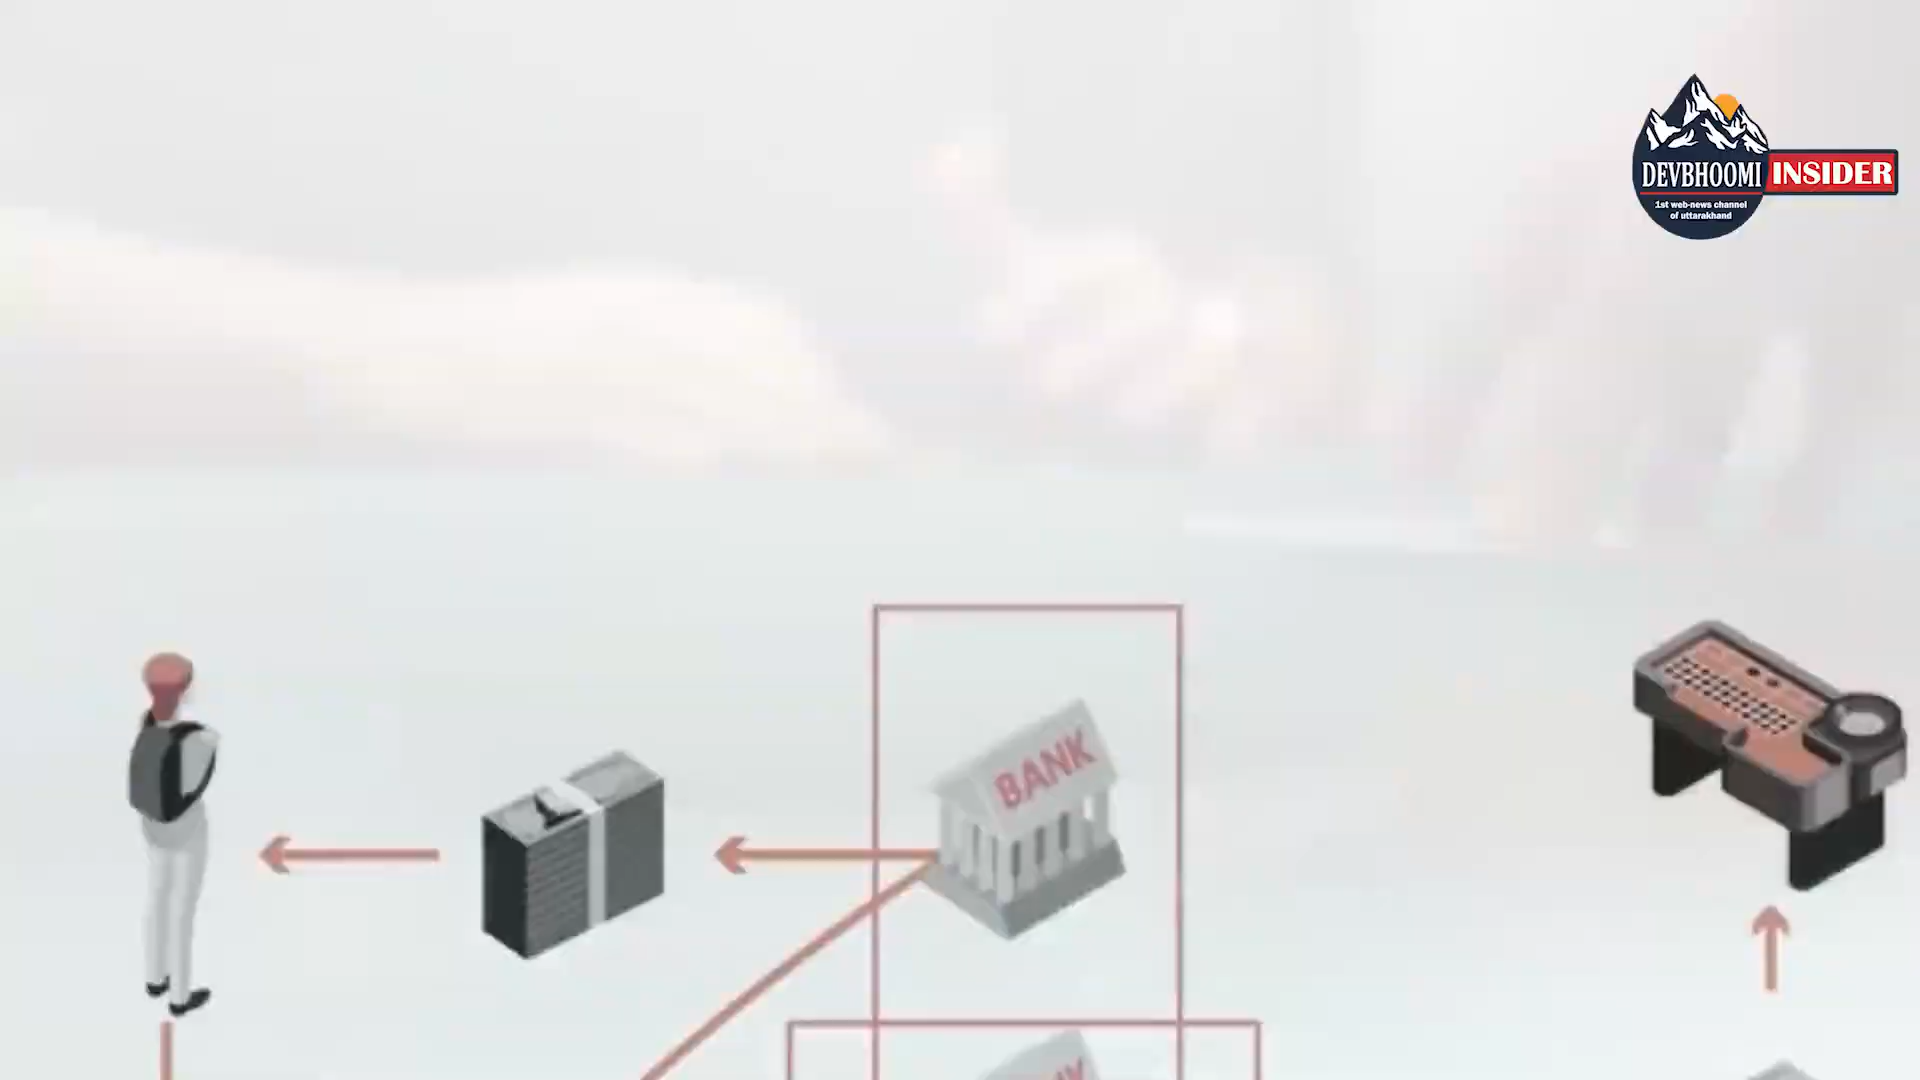 DEVBHOOMI INSIDER
1st web-news channel
of uttarakhand
BANK